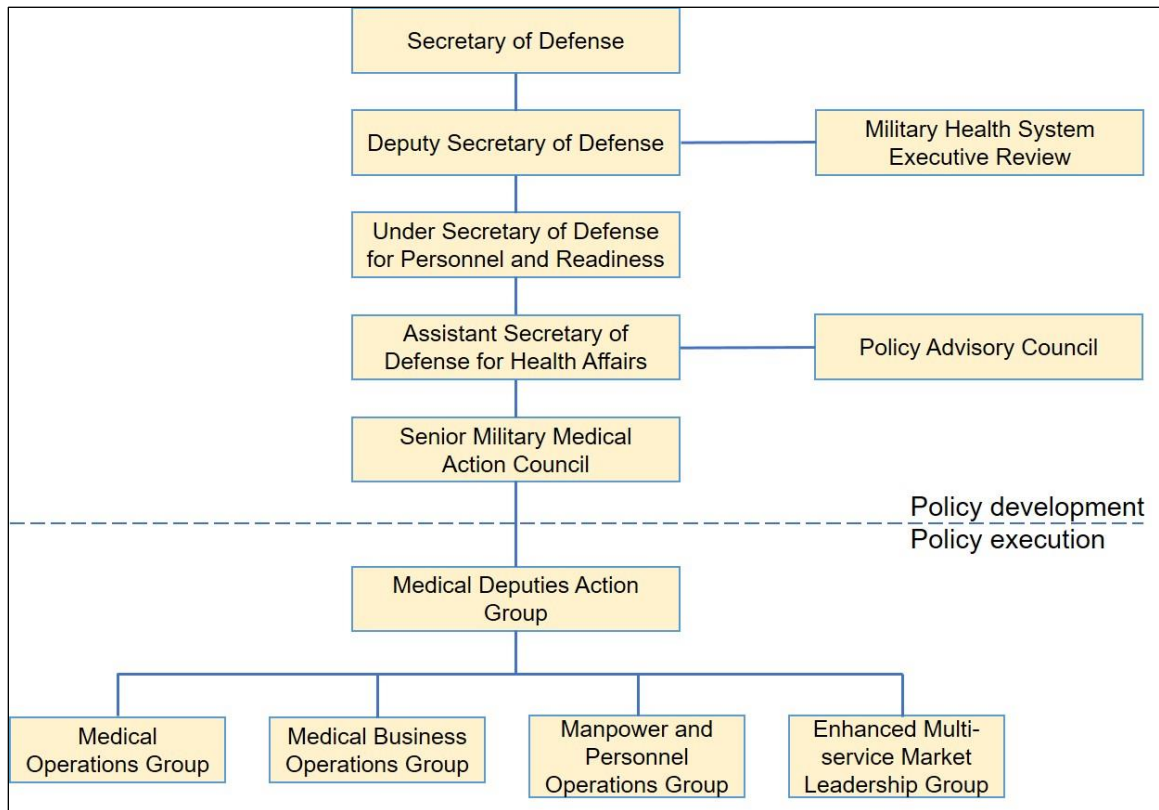 Secretary of Defense
Deputy Secretary of Defense
Military Health System
Executive Review
Under Secretary of Defense
for Personnel and Readiness
Assistant Secretary of
Defense for Health Affairs
Policy Advisory Council
Senior Military Medical
Action Council
Policy development
Policy execution
Medical Deputies Action
Group
Medical
Operations Group
Medical Business
Operations Group
Manpower and
Personnel
Operations Group
Enhanced Multi-
service Market
Leadership Group